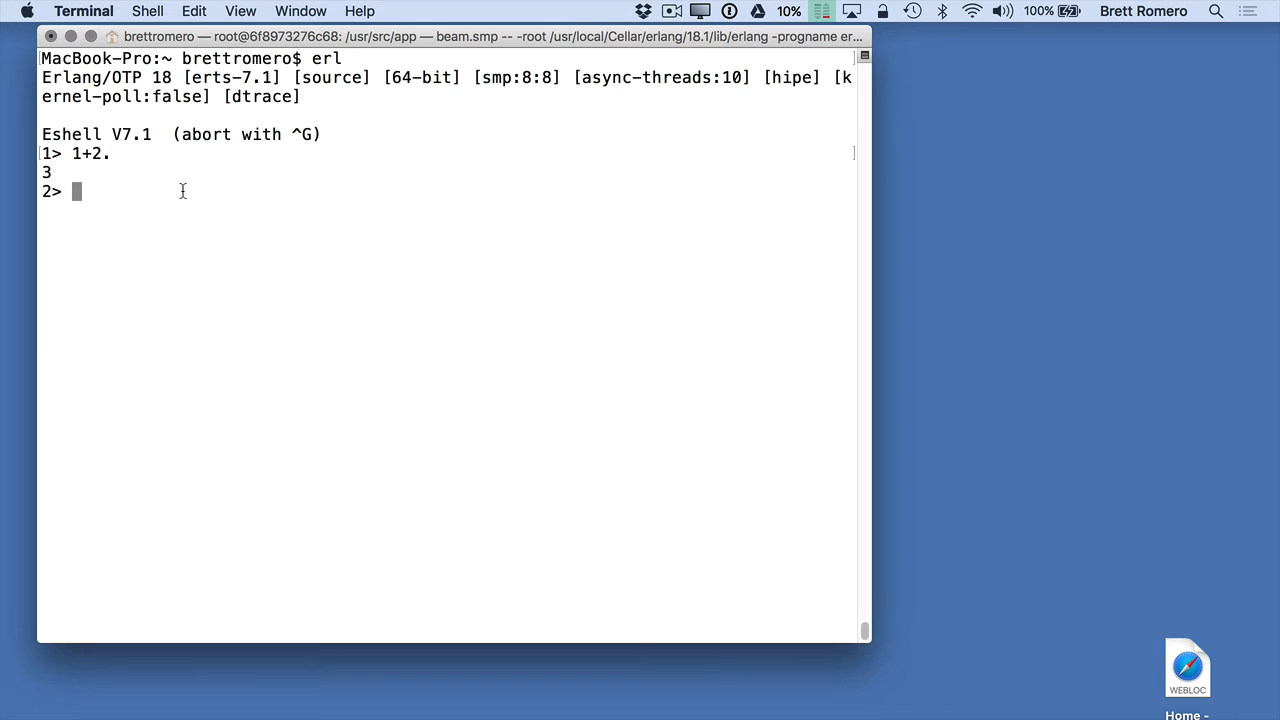 Terminal Shell Edit View Window Help 10% 100% Brett Romero
brettromero — root@6f8973276c68: /usr/src/app — beam.smp -- -root /usr/local/Cellar/erlang/18.1/lib/erlang -progname er...
MacBook-Pro:~ brettromero$ erl
Erlang/OTP 18 [erts-7.1] [source] [64-bit] [smp:8:8] [async-threads:10] [hipe] [k
ernel-poll:false] [dtrace]
Eshell V7.1  (abort with ^G)
1> 1+2.
3
2>
WEBLOC
Home -